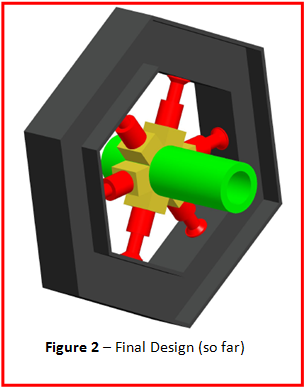 Figure 2 – Final Design (so far)